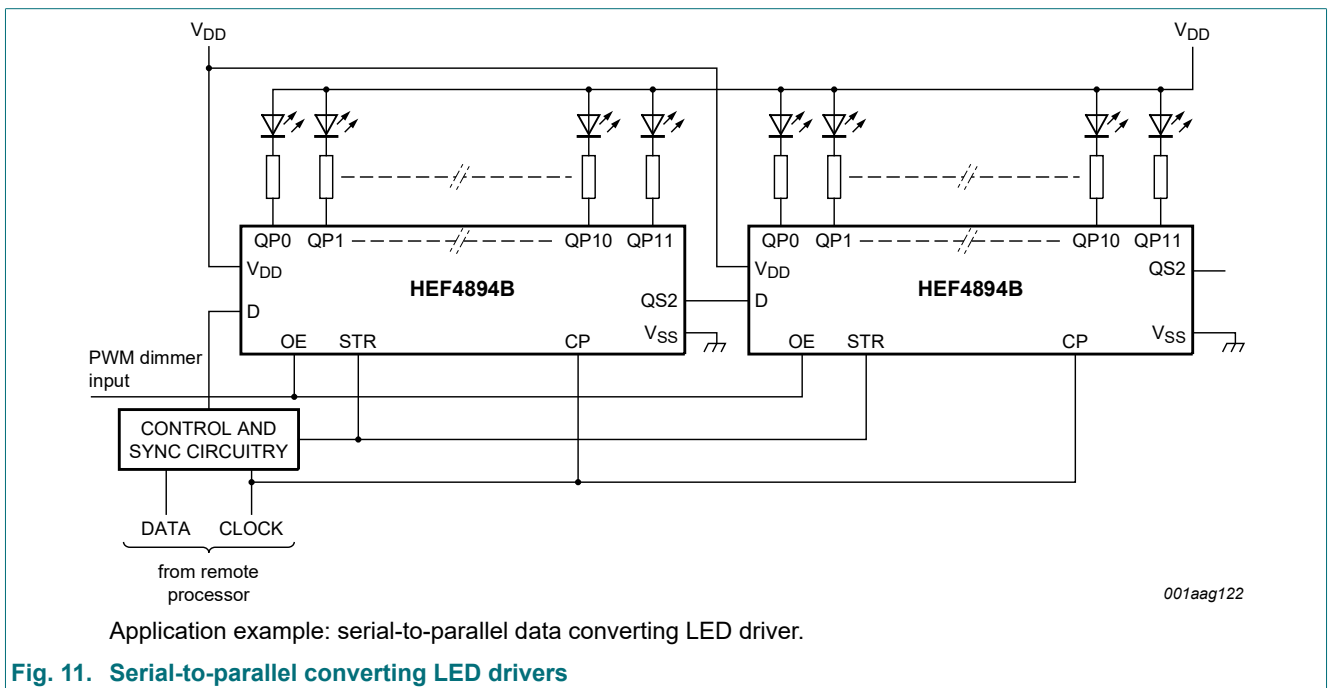 VDD VDD
QP0 QP1 QP10 QP11 QP0 QP1 QP10 QP11
VDD VDD QS2
HEF4894B HEF4894B
D QS2 D
VSS VSS
OE STR CP OE STR CP
PWM dimmer
input
CONTROL AND
SYNC CIRCUITRY
DATA CLOCK
from remote
processor
001aag122
Application example: serial-to-parallel data converting LED driver.
Fig. 11. Serial-to-parallel converting LED drivers